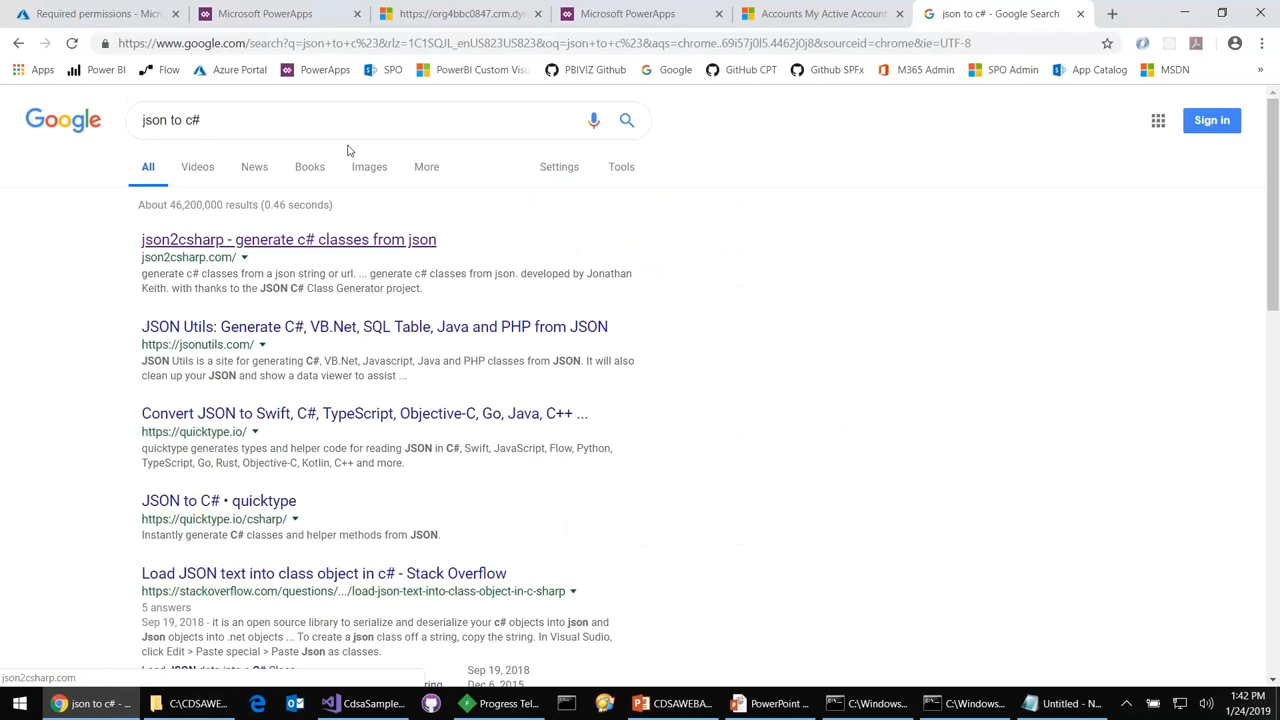 Required permissions - Micros
Microsoft PowerApps
https://org4bbc0847.crm.dyn
Microsoft PowerApps
Accounts My Active Account
json to c# - Google Search
https://www.google.com/search?q=json+to+c%23&rlz=1C1SQJL_enUS823US823&oq=json+to+c%23&aqs=chrome..69i57j0l5.4462j0j8&sourceid=chrome&ie=UTF-8
Apps
Power BI
Flow
Azure Portal
PowerApps
SPO
PowerBI Custom Visu
PBIVIZ Github
Google
GitHub CPT
Github SPFx
M365 Admin
SPO Admin
App Catalog
MSDN
»
Google
json to c#
Sign in
All
Videos
News
Books
Images
More
Settings
Tools
About 46,200,000 results (0.46 seconds)
json2csharp - generate c# classes from json
json2csharp.com/
generate c# classes from a json string or url. ... generate c# classes from json. developed by Jonathan
Keith. with thanks to the JSON C# Class Generator project.
JSON Utils: Generate C#, VB.Net, SQL Table, Java and PHP from JSON
https://jsonutils.com/
JSON Utils is a site for generating C#, VB.Net, Javascript, Java and PHP classes from JSON. It will also
clean up your JSON and show a data viewer to assist ...
Convert JSON to Swift, C#, TypeScript, Objective-C, Go, Java, C++ ...
https://quicktype.io/
quicktype generates types and helper code for reading JSON in C#, Swift, JavaScript, Flow, Python,
TypeScript, Go, Rust, Objective-C, Kotlin, C++ and more.
JSON to C# • quicktype
https://quicktype.io/csharp/
Instantly generate C# classes and helper methods from JSON.
Load JSON text into class object in c# - Stack Overflow
https://stackoverflow.com/questions/.../load-json-text-into-class-object-in-c-sharp
5 answers
Sep 19, 2018 - it is an open source library to serialize and deserialize your c# objects into json and
Json objects into .net objects ... To create a json class off a string, copy the string. In Visual Sudio,
click Edit > Paste special > Paste Json as classes.
Sep 19, 2018
Dec 6, 2015
json2csharp.com
json to c# - ...
C:\CDSAWE...
CdsaSample...
Progress Tel...
CDSAWEBA...
PowerPoint ...
C:\Windows...
C:\Windows...
Untitled - N...
1:42 PM
1/24/2019